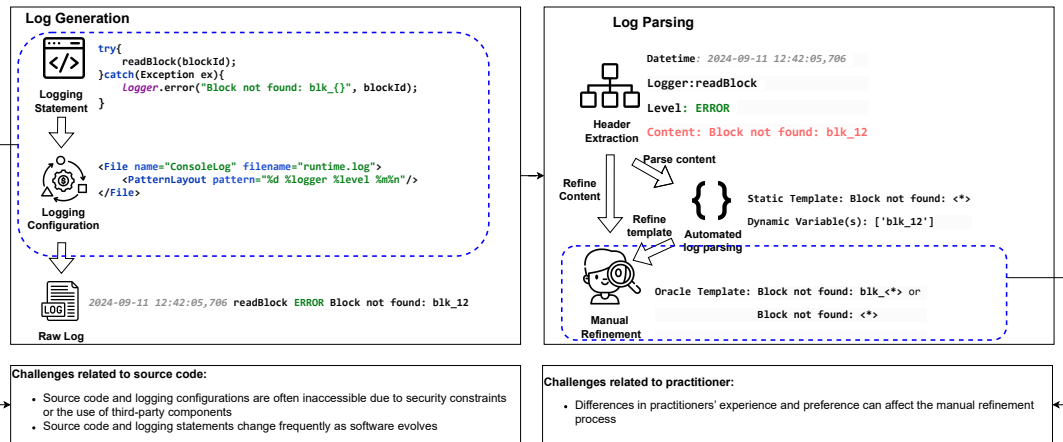 Log Generation
Logging
Statement
try{
readBlock(blockId);
}catch(Exception ex){
Logger.error("Block not found: blk_{}", blockId);
}
Logging
Configuration
<File name="ConsoleLog" filename="runtime.log">
<PatternLayout pattern="%d %logger %level %m%n"/>
</File>
LOG
Raw Log
2024-09-11 12:42:05,706 readBlock ERROR Block not found: blk_12
Log Parsing
Header
Extraction
Datetime: 2024-09-11 12:42:05,706
Logger:readBlock
Level: ERROR
Content: Block not found: blk_12
Parse content
Refine
Content
{ }
Automated
log parsing
Static Template: Block not found: <*>
Dynamic Variable(s): ['blk_12']
Refine
template
Manual
Refinement
Oracle Template: Block not found: blk_<*> or
Block not found: <*>
Challenges related to source code:
• Source code and logging configurations are often inaccessible due to security constraints
or the use of third-party components
• Source code and logging statements change frequently as software evolves
Challenges related to practitioner:
• Differences in practitioners' experience and preference can affect the manual refinement
process